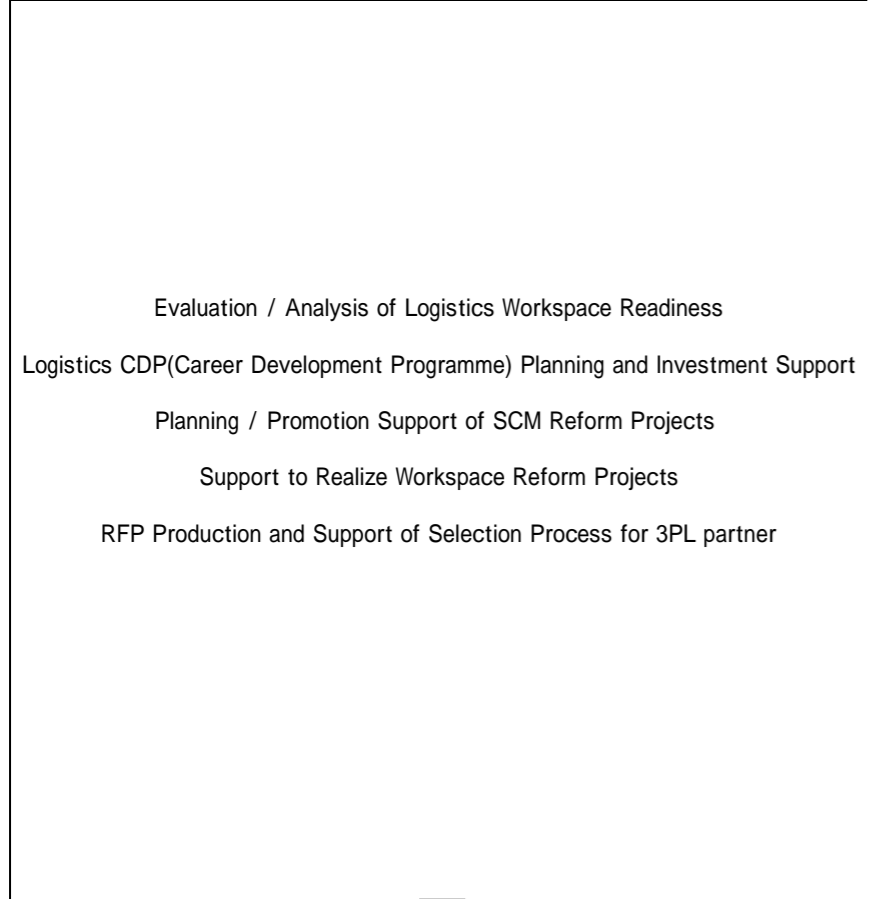 Evaluation / Analysis of Logistics Workspace Readiness
Logistics CDP(Career Development Programme) Planning and Investment Support
Planning / Promotion Support of SCM Reform Projects
Support to Realize Workspace Reform Projects
RFP Production and Support of Selection Process for 3PL partner